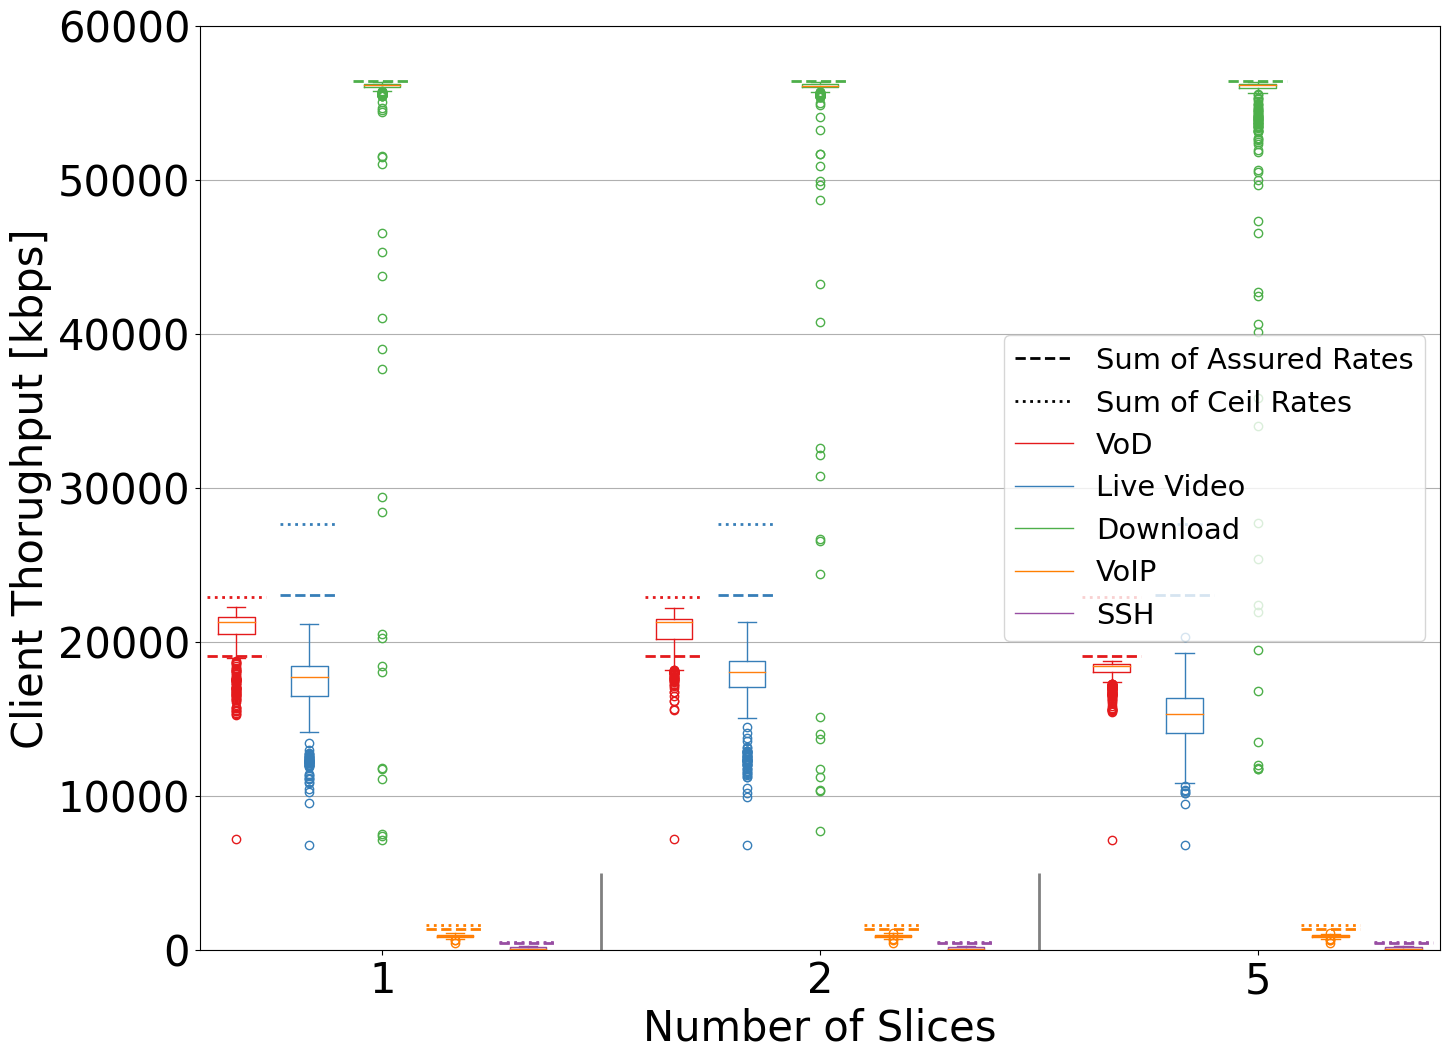 60000
50000
40000
30000
20000
10000
0
Client Thorughput [kbps]
Sum of Assured Rates
Sum of Ceil Rates
VoD
Live Video
Download
VoIP
SSH
1
2
5
Number of Slices